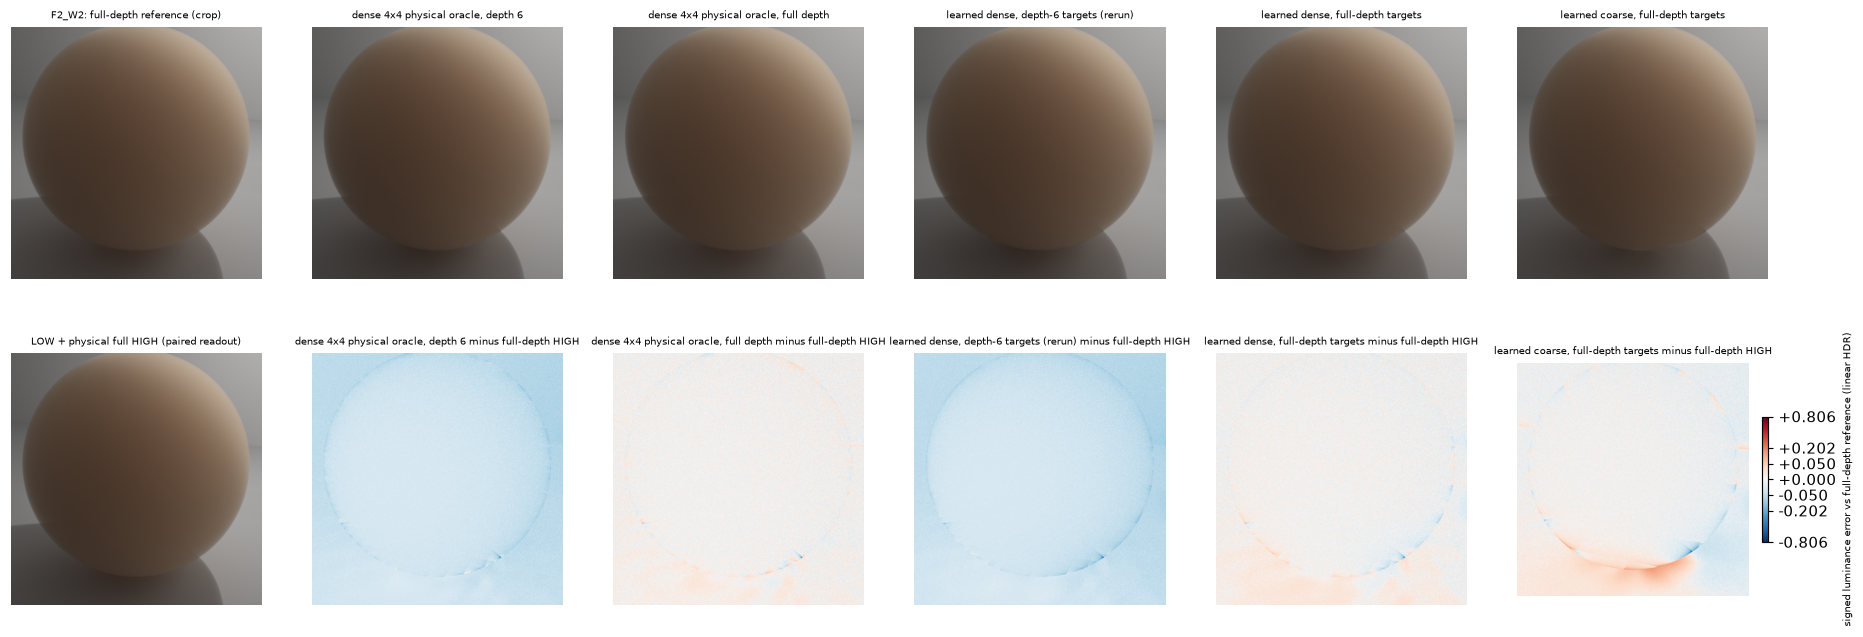 F2_W2: full-depth reference (crop)
dense 4x4 physical oracle, depth 6
dense 4x4 physical oracle, full depth
learned dense, depth-6 targets (rerun)
learned dense, full-depth targets
learned coarse, full-depth targets
LOW + physical full HIGH (paired readout)
dense 4x4 physical oracle, depth 6 minus full-depth HIGH
dense 4x4 physical oracle, full depth minus full-depth HIGH
learned dense, depth-6 targets (rerun) minus full-depth HIGH
learned dense, full-depth targets minus full-depth HIGH
learned coarse, full-depth targets minus full-depth HIGH
+0.806
+0.202
+0.050
+0.000
-0.050
-0.202
-0.806
signed luminance error vs full-depth reference (linear HDR)